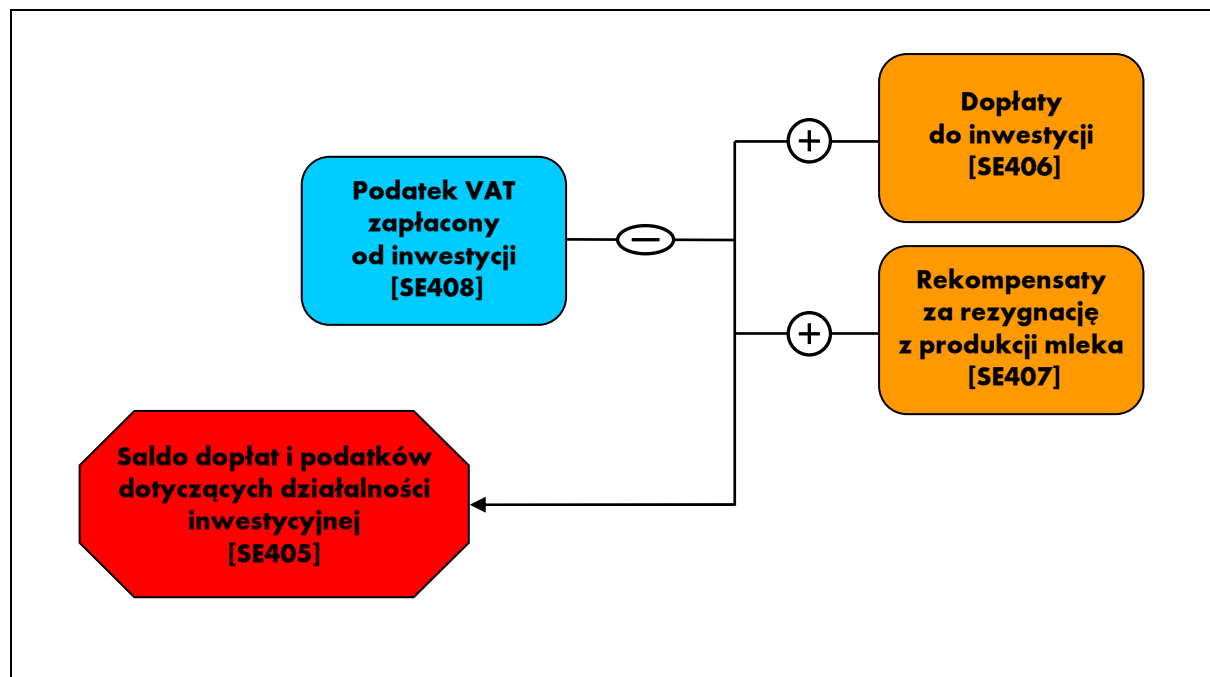 Dopłaty
do inwestycji
[SE406]
+
Podatek VAT
zapłacony
od inwestycji
[SE408]
−
Rekompensaty
za rezygnację
z produkcji mleka
[SE407]
+
Saldo dopłat i podatków
dotyczących działalności
inwestycyjnej
[SE405]